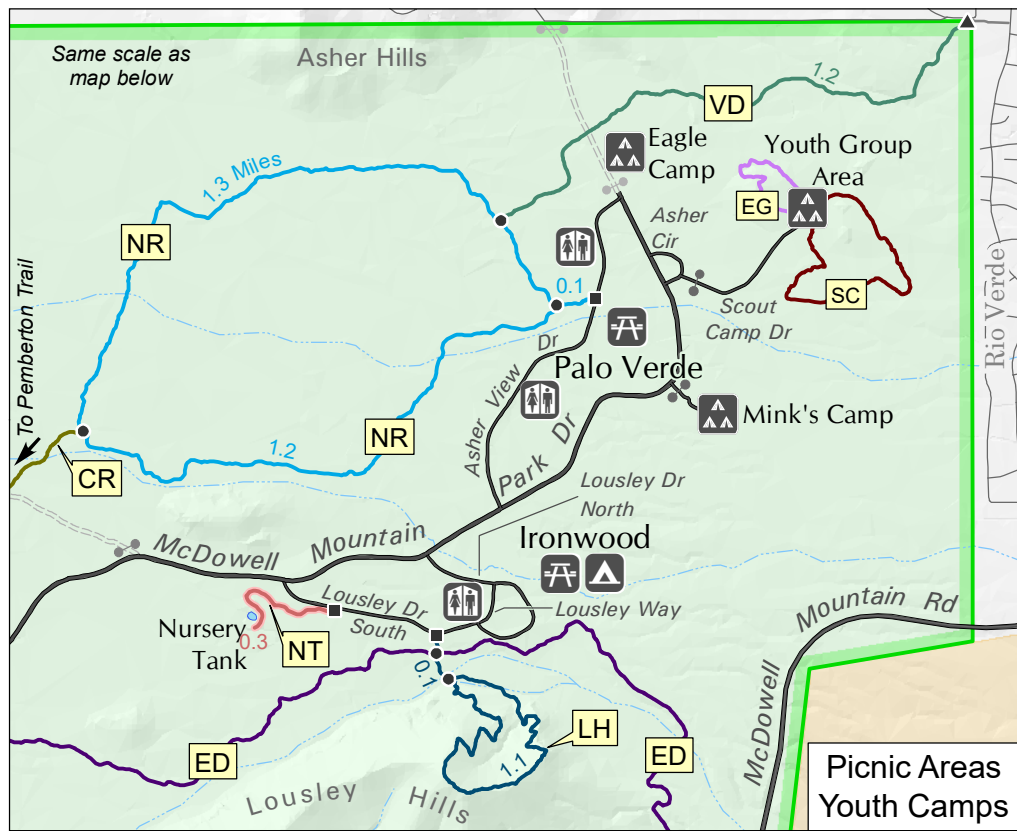 Same scale as
map below
Asher Hills
1.2
VD
Eagle
Camp
Youth Group
Area
1.3 Miles
EG
NR
Asher
Cir
To Pemberton Trail
0.1
SC
Scout
Camp Dr
Rio Verde
Palo Verde
Asher View Dr
Mink's Camp
NR
1.2
CR
Park Dr
Lousley Dr
North
McDowell Mountain
Ironwood
Lousley Dr
South
Lousley Way
Mountain Rd
Nursery
Tank
0.3
NT
0.1
LH
ED
1.1
ED
McDowell
Lousley Hills
Picnic Areas
Youth Camps